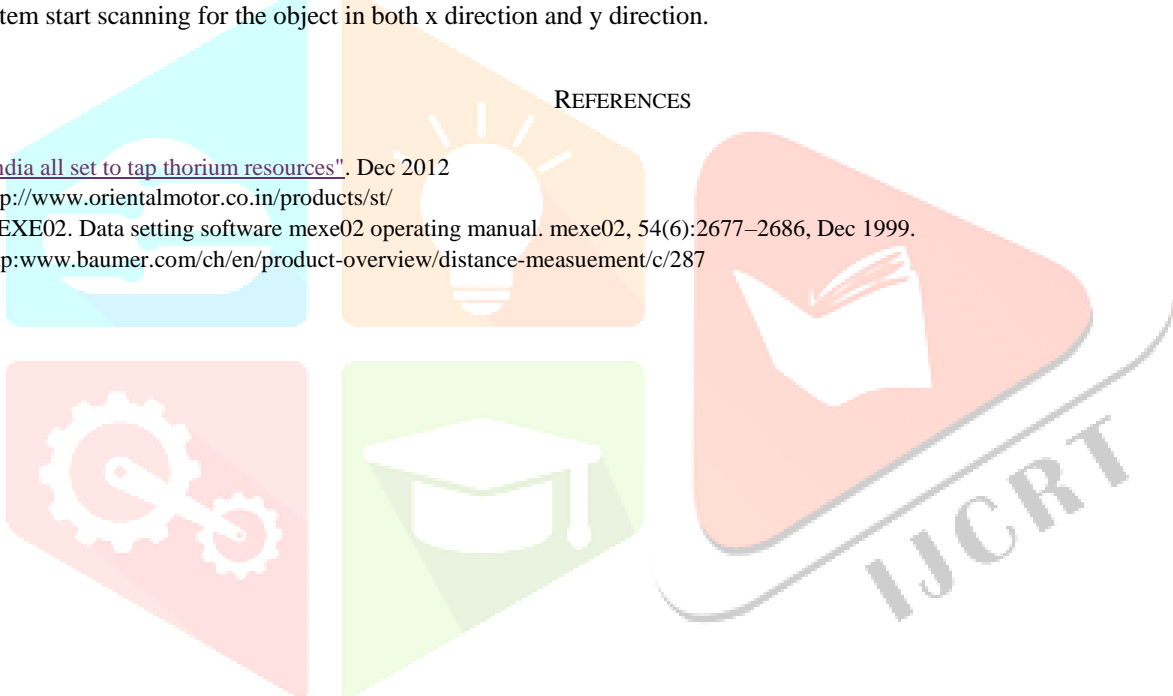 tem start scanning for the object in both x direction and y direction.
REFERENCES
ndia all set to tap thorium resources". Dec 2012
p://www.orientalmotor.co.in/products/st/
EXE02. Data setting software mexe02 operating manual. mexe02, 54(6):2677–2686, Dec 1999.
p:www.baumer.com/ch/en/product-overview/distance-measuement/c/287
IJCRT